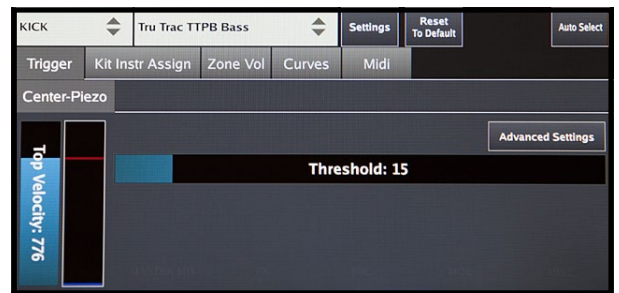 KICK
Tru Trac TTPB Bass
Settings
Reset
To Default
Auto Select
Trigger
Kit Instr Assign
Zone Vol
Curves
Midi
Center-Piezo
Advanced Settings
Top Velocity: 776
Threshold: 15